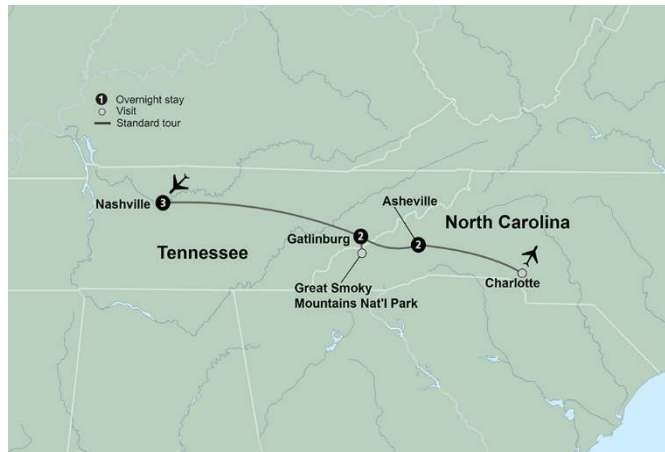 1 Overnight stay
Visit
Standard tour
Nashville 3
Tennessee
Gatlinburg 2
Great Smoky
Mountains Nat'l Park
Asheville
2
North Carolina
Charlotte